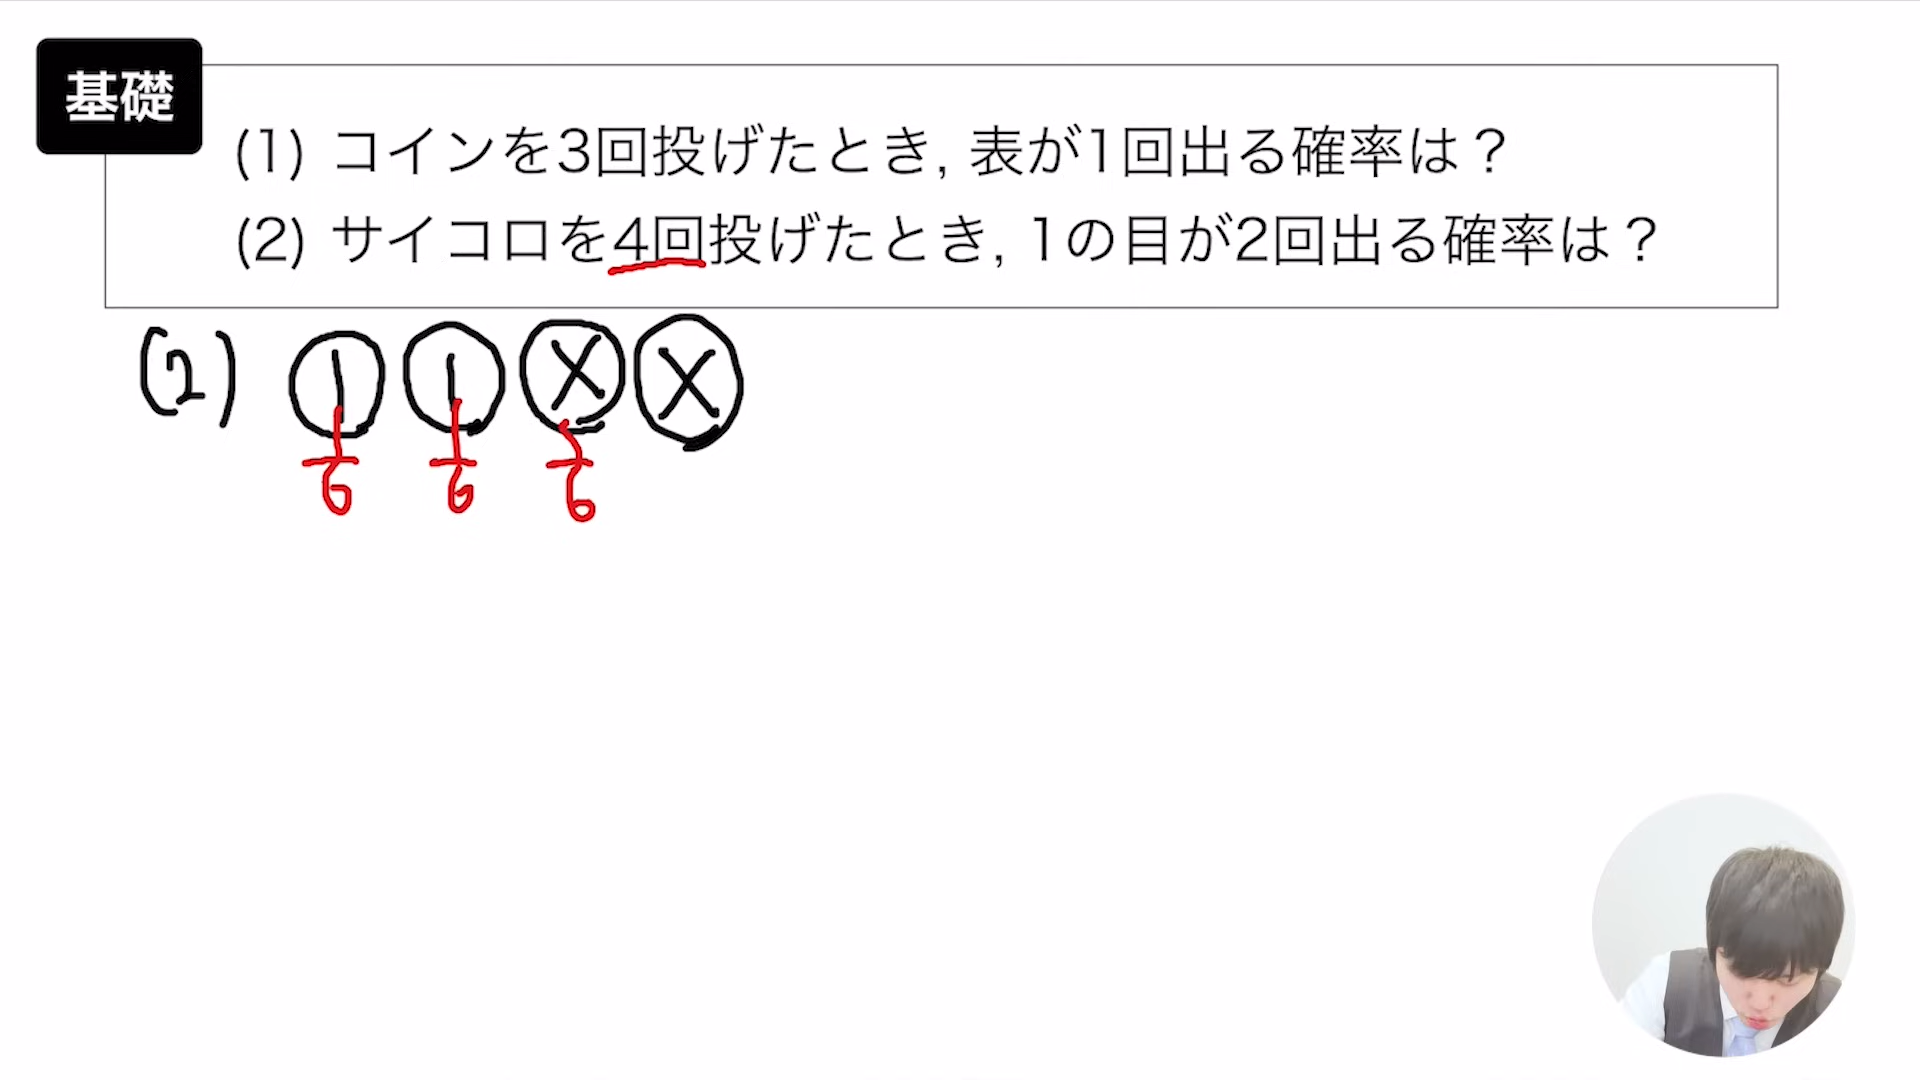 基礎
(1) コインを3回投げたとき, 表が1回出る確率は？
(2) サイコロを4回投げたとき, 1の目が2回出る確率は？
(2) 1 1 X X
1/6 1/6 5/6